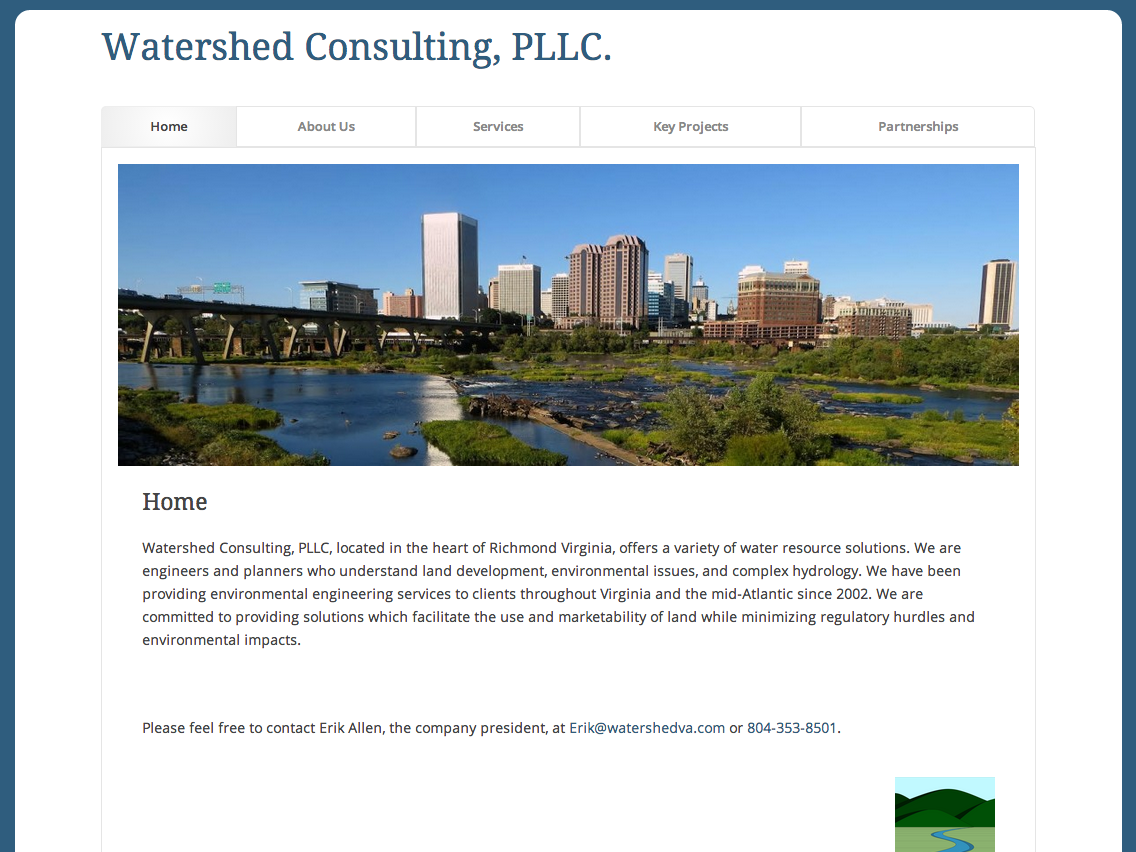 Watershed Consulting, PLLC.
Home
About Us
Services
Key Projects
Partnerships
Home
Watershed Consulting, PLLC, located in the heart of Richmond Virginia, offers a variety of water resource solutions. We are
engineers and planners who understand land development, environmental issues, and complex hydrology. We have been
providing environmental engineering services to clients throughout Virginia and the mid-Atlantic since 2002. We are
committed to providing solutions which facilitate the use and marketability of land while minimizing regulatory hurdles and
environmental impacts.
Please feel free to contact Erik Allen, the company president, at Erik@watershedva.com or 804-353-8501.